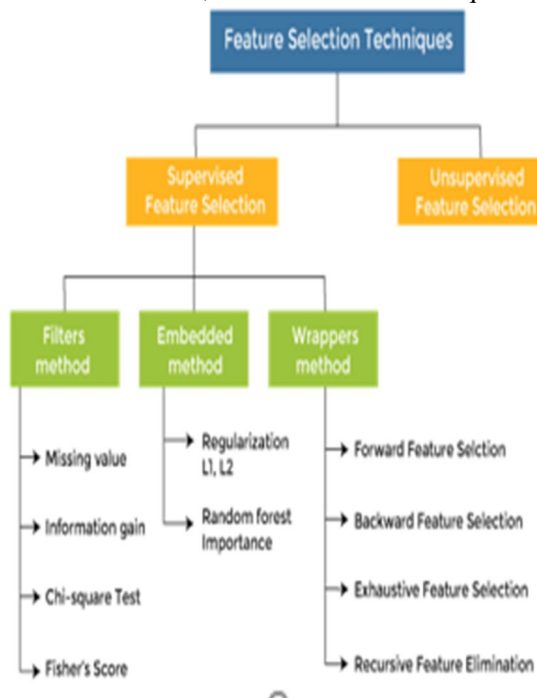 Feature Selection Techniques
Supervised
Feature Selection
Unsupervised
Feature Selection
Filters
method
Missing value
Information gain
Chi-square Test
Fisher's Score
Embedded
method
Regularization
L1, L2
Random forest
Importance
Wrappers
method
Forward Feature Selction
Backward Feature Selection
Exhaustive Feature Selection
Recursive Feature Elimination